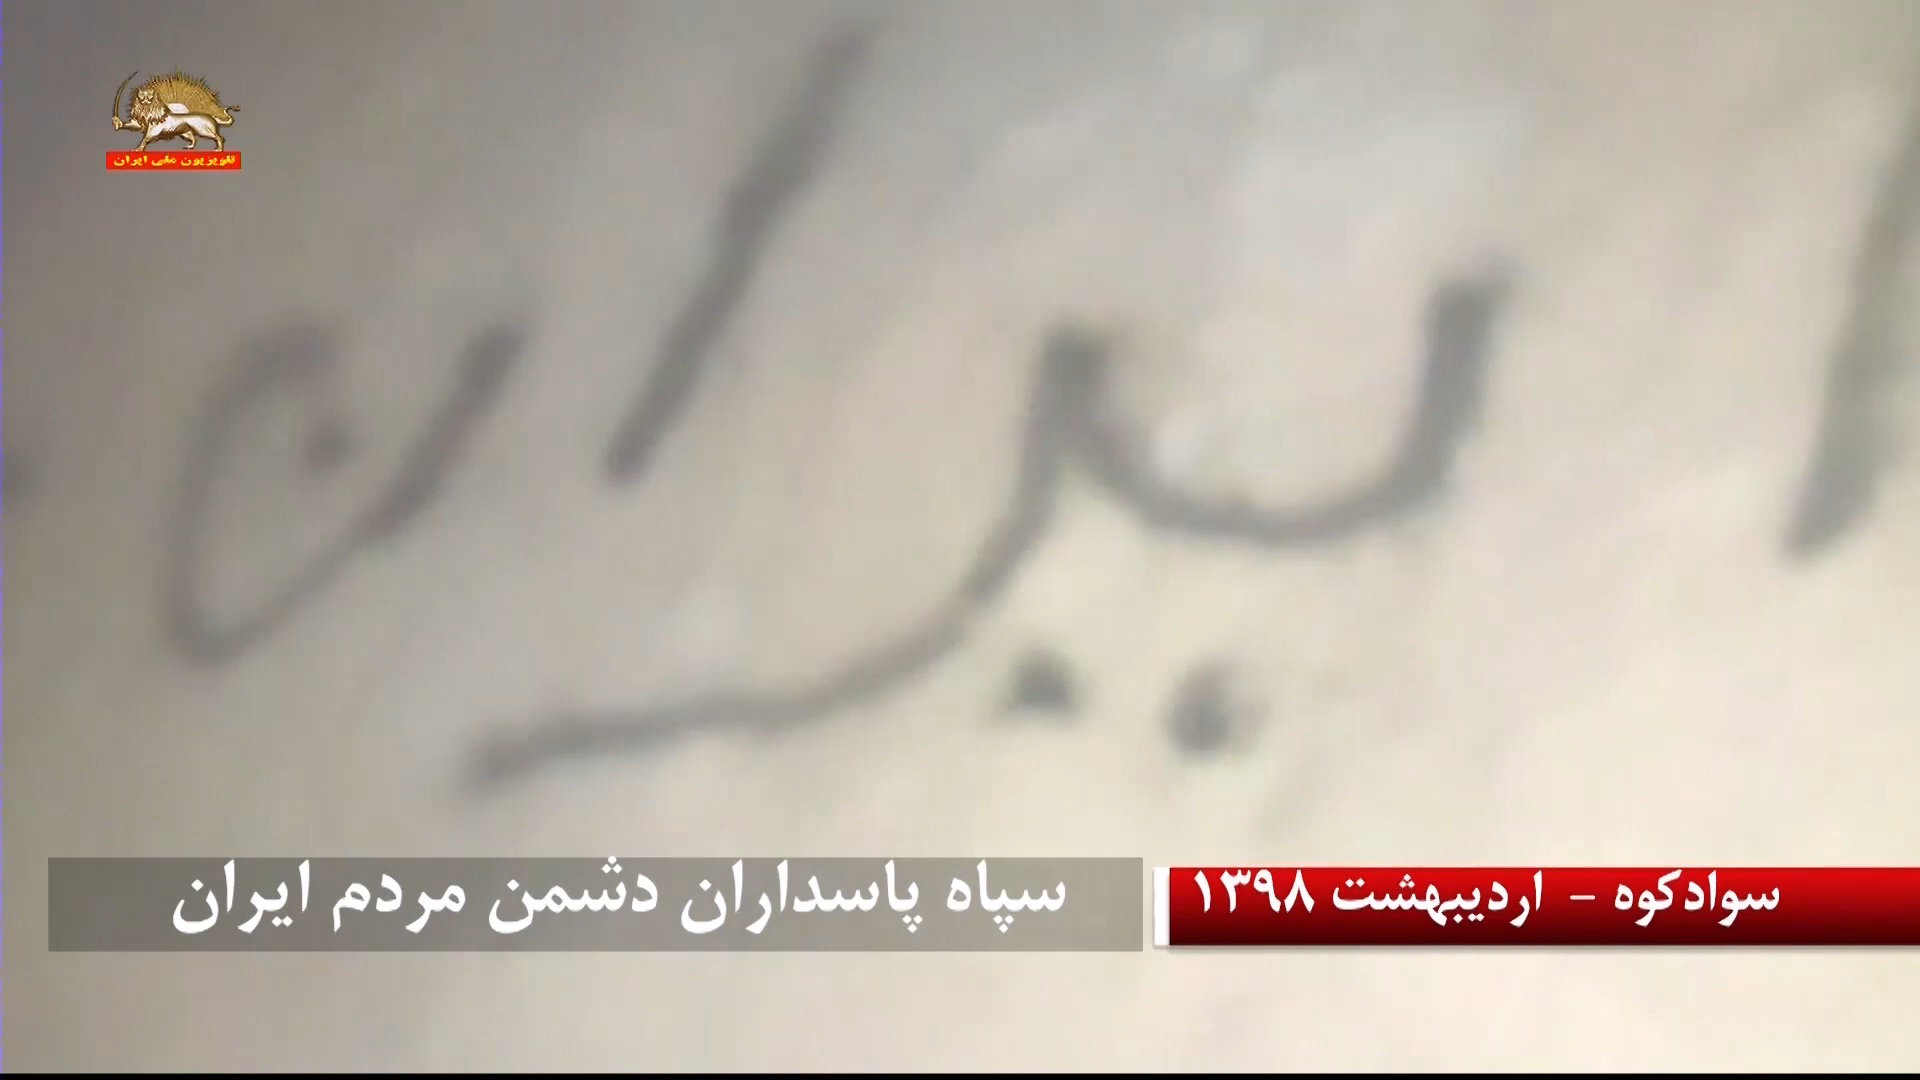 تلویزیون ملی ایران
ایران
سوادکوه - اردیبهشت ۱۳۹۸
سپاه پاسداران دشمن مردم ایران